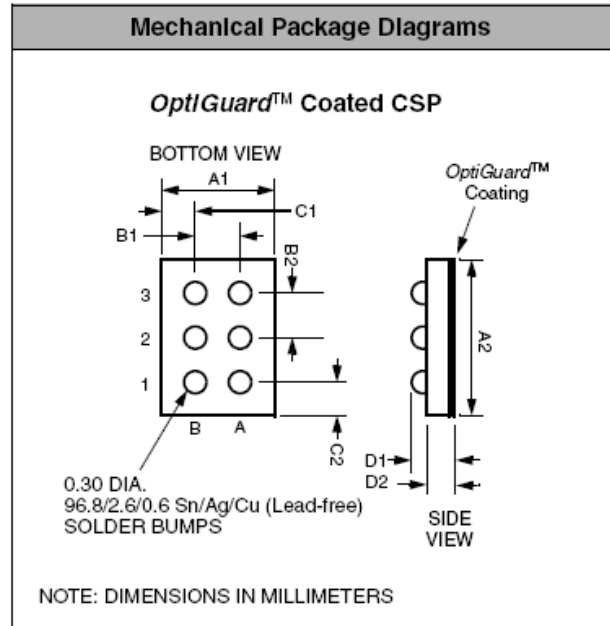 Mechanical Package Diagrams
OptiGuard™ Coated CSP
BOTTOM VIEW
A1
OptiGuard™
Coating
C1
B1
B2
3
2
1
A2
B A
C2
D1
D2
0.30 DIA.
96.8/2.6/0.6 Sn/Ag/Cu (Lead-free)
SOLDER BUMPS
SIDE
VIEW
NOTE: DIMENSIONS IN MILLIMETERS